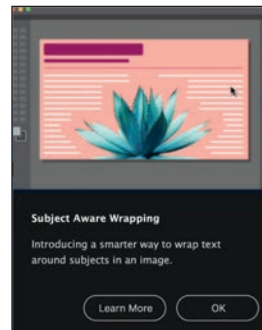 Subject Aware Wrapping
Introducing a smarter way to wrap text
around subjects in an image.
Learn More
OK